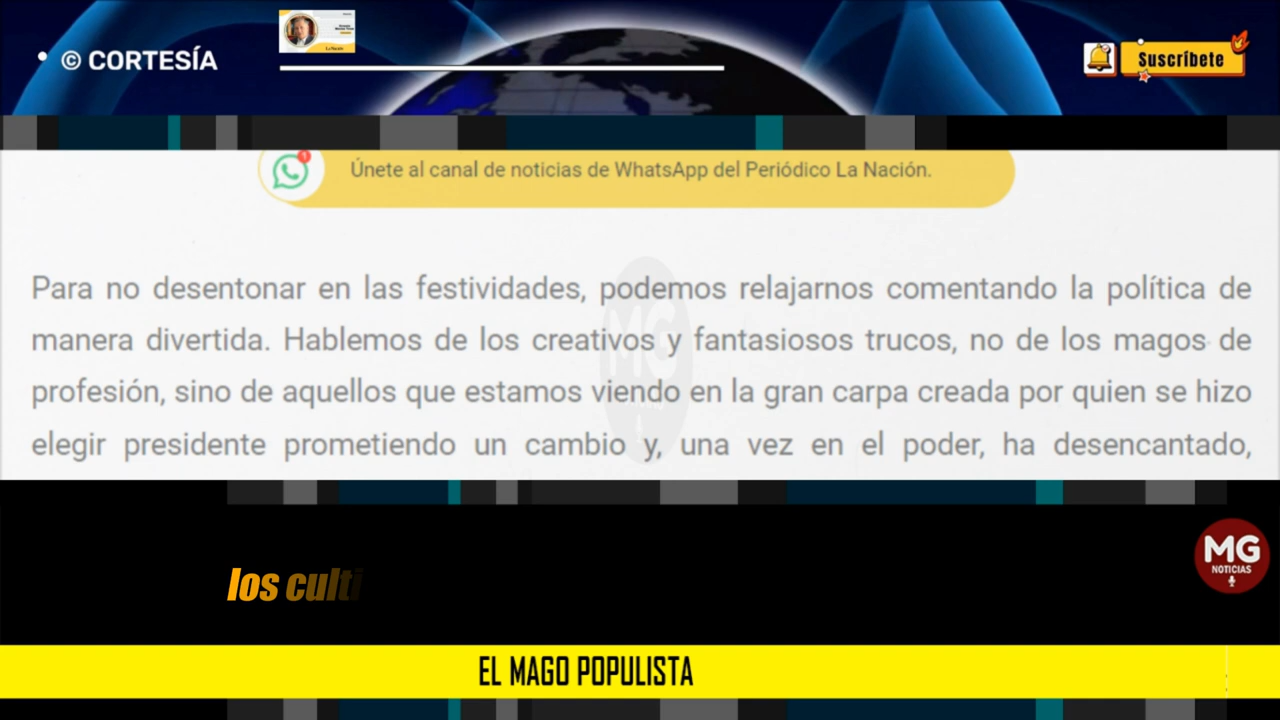 © CORTESÍA
Suscríbete
1
Únete al canal de noticias de WhatsApp del Periódico La Nación.
Para no desentonar en las festividades, podemos relajarnos comentando la política de
manera divertida. Hablemos de los creativos y fantasiosos trucos, no de los magos de
profesión, sino de aquellos que estamos viendo en la gran carpa creada por quien se hizo
elegir presidente prometiendo un cambio y, una vez en el poder, ha desencantado,
MG
los culti
MG
NOTICIAS
EL MAGO POPULISTA